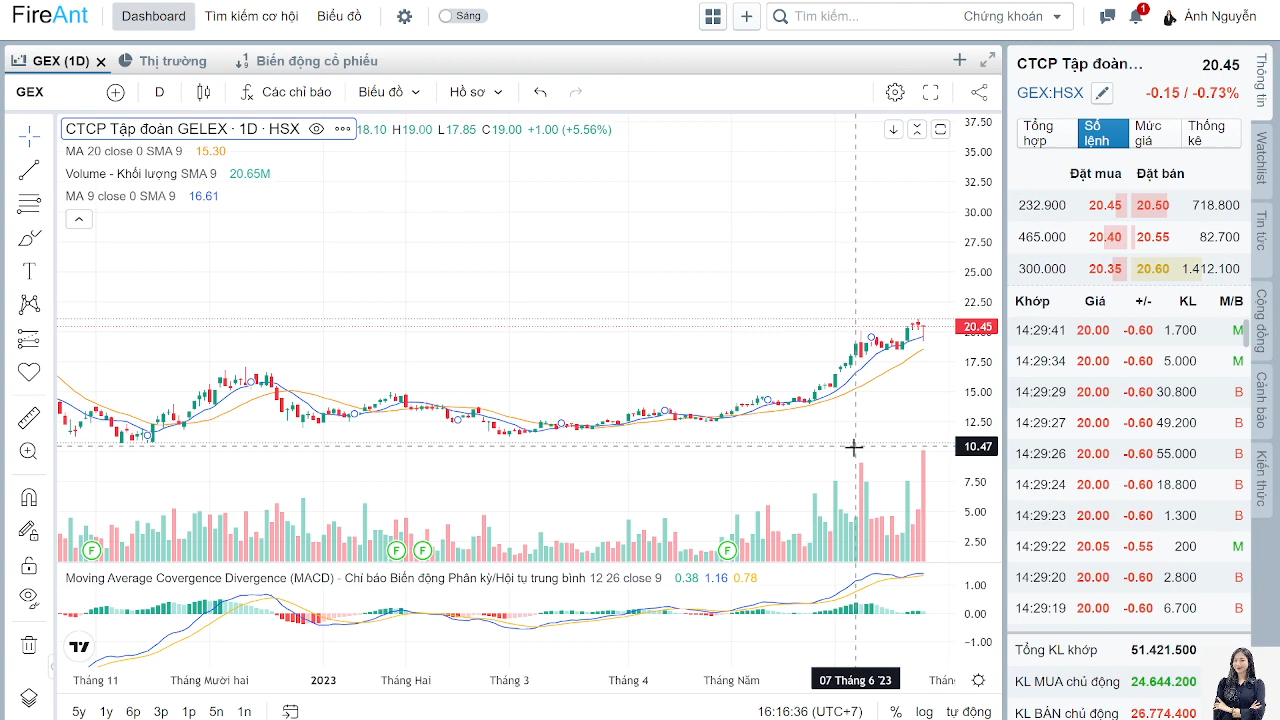 FireAnt Dashboard Tìm kiếm cơ hội Biểu đồ Sáng Tìm kiếm... Chứng khoán 1 Ánh Nguyễn
GEX (1D) Thị trường Biến động cổ phiếu
GEX D Các chỉ báo Biểu đồ Hồ sơ
CTCP Tập đoàn GELEX · 1D · HSX 18.10 H19.00 L17.85 C19.00 +1.00 (+5.56%)
MA 20 close 0 SMA 9 15.30
Volume - Khối lượng SMA 9 20.65M
MA 9 close 0 SMA 9 16.61
37.50
35.00
32.50
30.00
27.50
25.00
22.50
20.45
17.50
15.00
12.50
10.47
7.50
5.00
2.50
F F F F
Moving Average Covergence Divergence (MACD) - Chỉ báo Biến động Phân kỳ/Hội tụ trung bình 12 26 close 9 0.38 1.16 0.78
1.00
0.00
−1.00
Tháng 11 Tháng Mười hai 2023 Tháng Hai Tháng 3 Tháng 4 Tháng Năm 07 Tháng 6 '23
5y 1y 6p 3p 1p 5n 1n 16:16:36 (UTC+7) % log tự động
CTCP Tập đoàn... 20.45
GEX:HSX -0.15 / -0.73%
Tổng hợp Số lệnh Mức giá Thống kê
Đặt mua Đặt bán
232.900 20.45 20.50 718.800
465.000 20.40 20.55 82.700
300.000 20.35 20.60 1.412.100
Khớp Giá +/- KL M/B
14:29:41 20.00 -0.60 1.700 M
14:29:34 20.00 -0.60 5.000 M
14:29:29 20.00 -0.60 30.800 B
14:29:27 20.00 -0.60 49.200 B
14:29:26 20.00 -0.60 55.000 B
14:29:24 20.00 -0.60 18.800 B
14:29:23 20.00 -0.60 1.300 B
14:29:22 20.05 -0.55 200 M
14:29:20 20.00 -0.60 2.800 B
14:29:19 20.00 -0.60 6.700 B
Tổng KL khớp 51.421.500
KL MUA chủ động 24.644.200
KL BÁN chủ động 26.774.400
Thông tin
Watchlist
Tin tức
Cộng đồng
Cảnh báo
Kiến thức